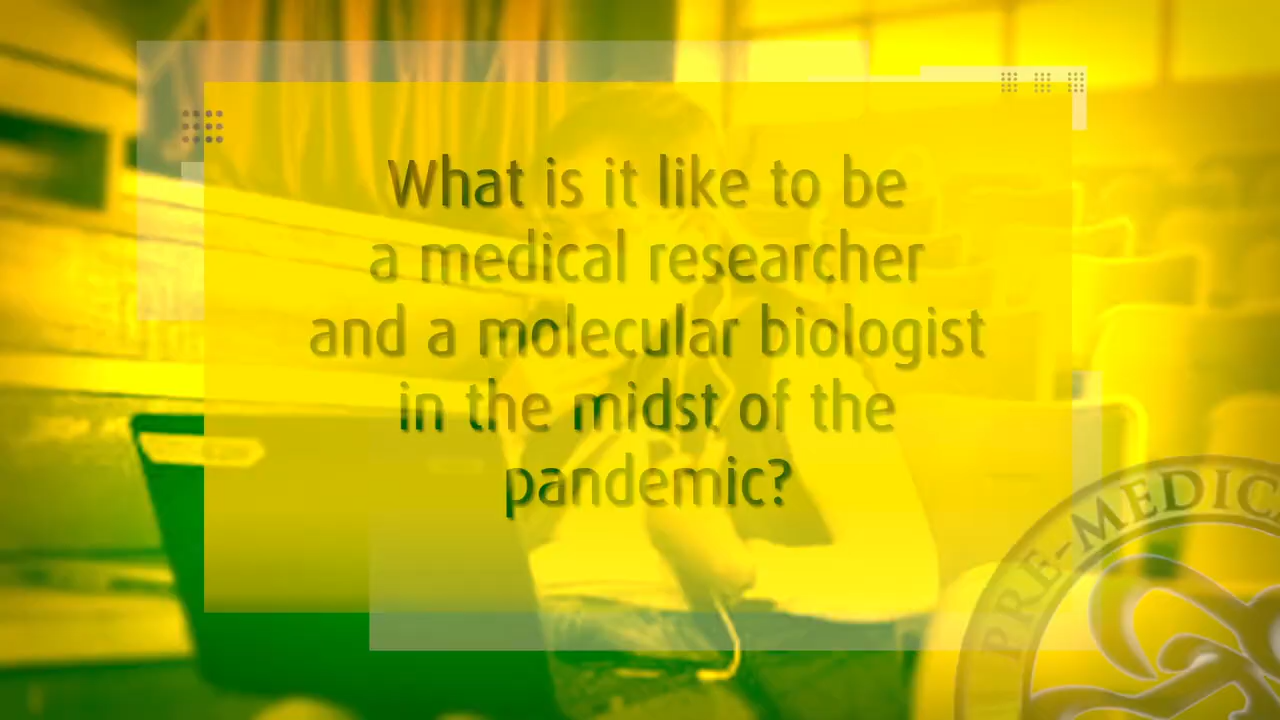 What is it like to be
a medical researcher
and a molecular biologist
in the midst of the
pandemic?
PRE-MEDIC